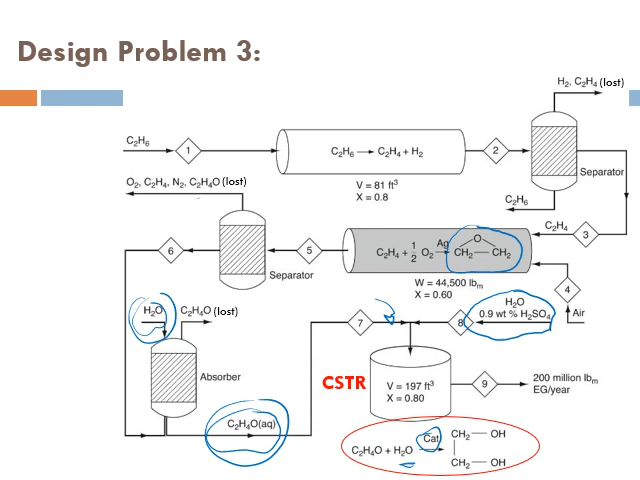 Design Problem 3:
H2, C2H4 (lost)
C2H6
1
C2H6 → C2H4 + H2
2
Separator
V = 81 ft³
X = 0.8
C2H6
O2, C2H4, N2, C2H4O (lost)
C2H4
3
6
5
C2H4 + 1/2 O2 Ag → O CH2 — CH2
Separator
W = 44,500 lbm
X = 0.60
4
Air
H2O
C2H4O (lost)
7
8
H2O
0.9 wt % H2SO4
Absorber
CSTR
V = 197 ft³
X = 0.80
9
200 million lbm
EG/year
C2H4O(aq)
C2H4O + H2O Cat. →
CH2 — OH
CH2 — OH